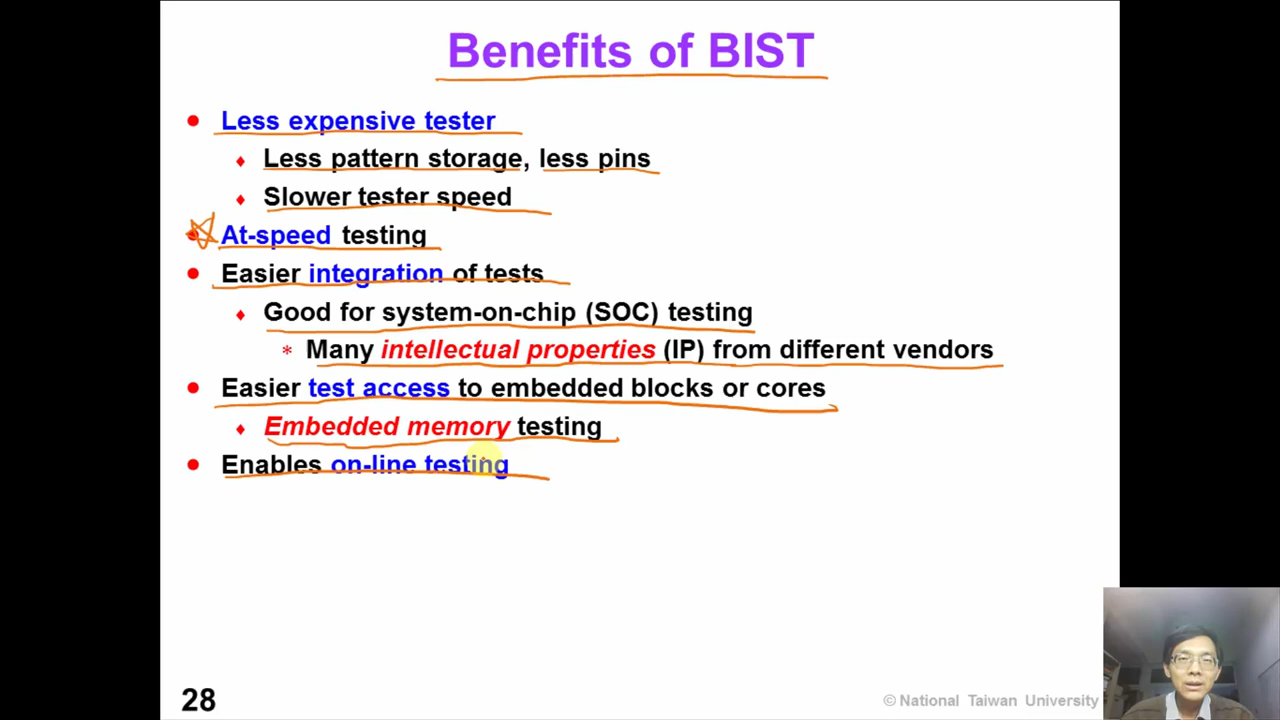 Benefits of BIST
Less expensive tester
Less pattern storage, less pins
Slower tester speed
At-speed testing
Easier integration of tests
Good for system-on-chip (SOC) testing
* Many intellectual properties (IP) from different vendors
Easier test access to embedded blocks or cores
Embedded memory testing
Enables on-line testing
28
© National Taiwan University